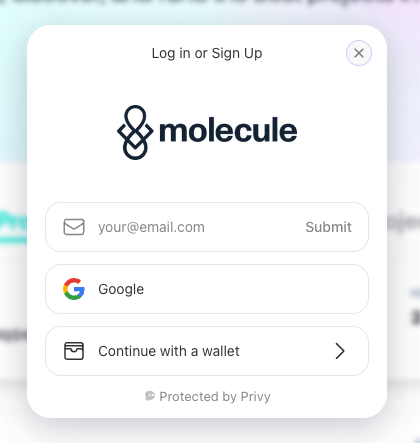 Log in or Sign Up
molecule
your@email.com Submit
Google
Continue with a wallet
Protected by Privy